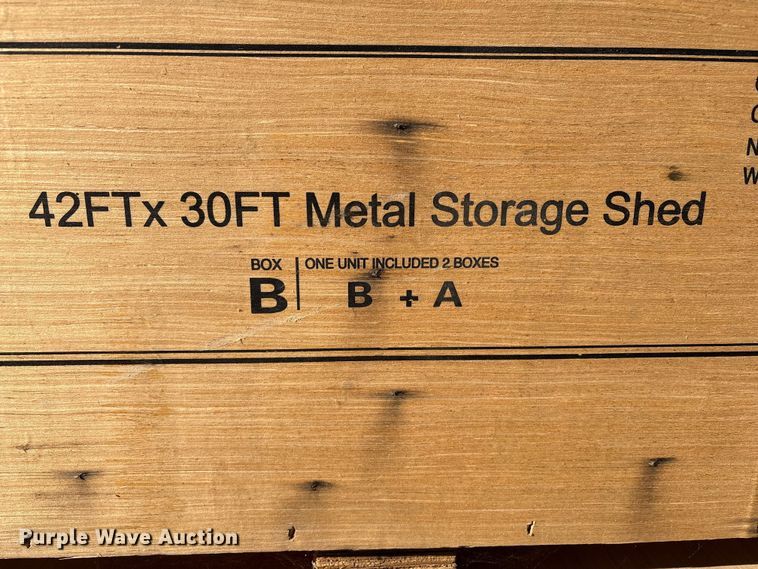 42FTx 30FT Metal Storage Shed
BOX
B
ONE UNIT INCLUDED 2 BOXES
B + A
Purple Wave Auction